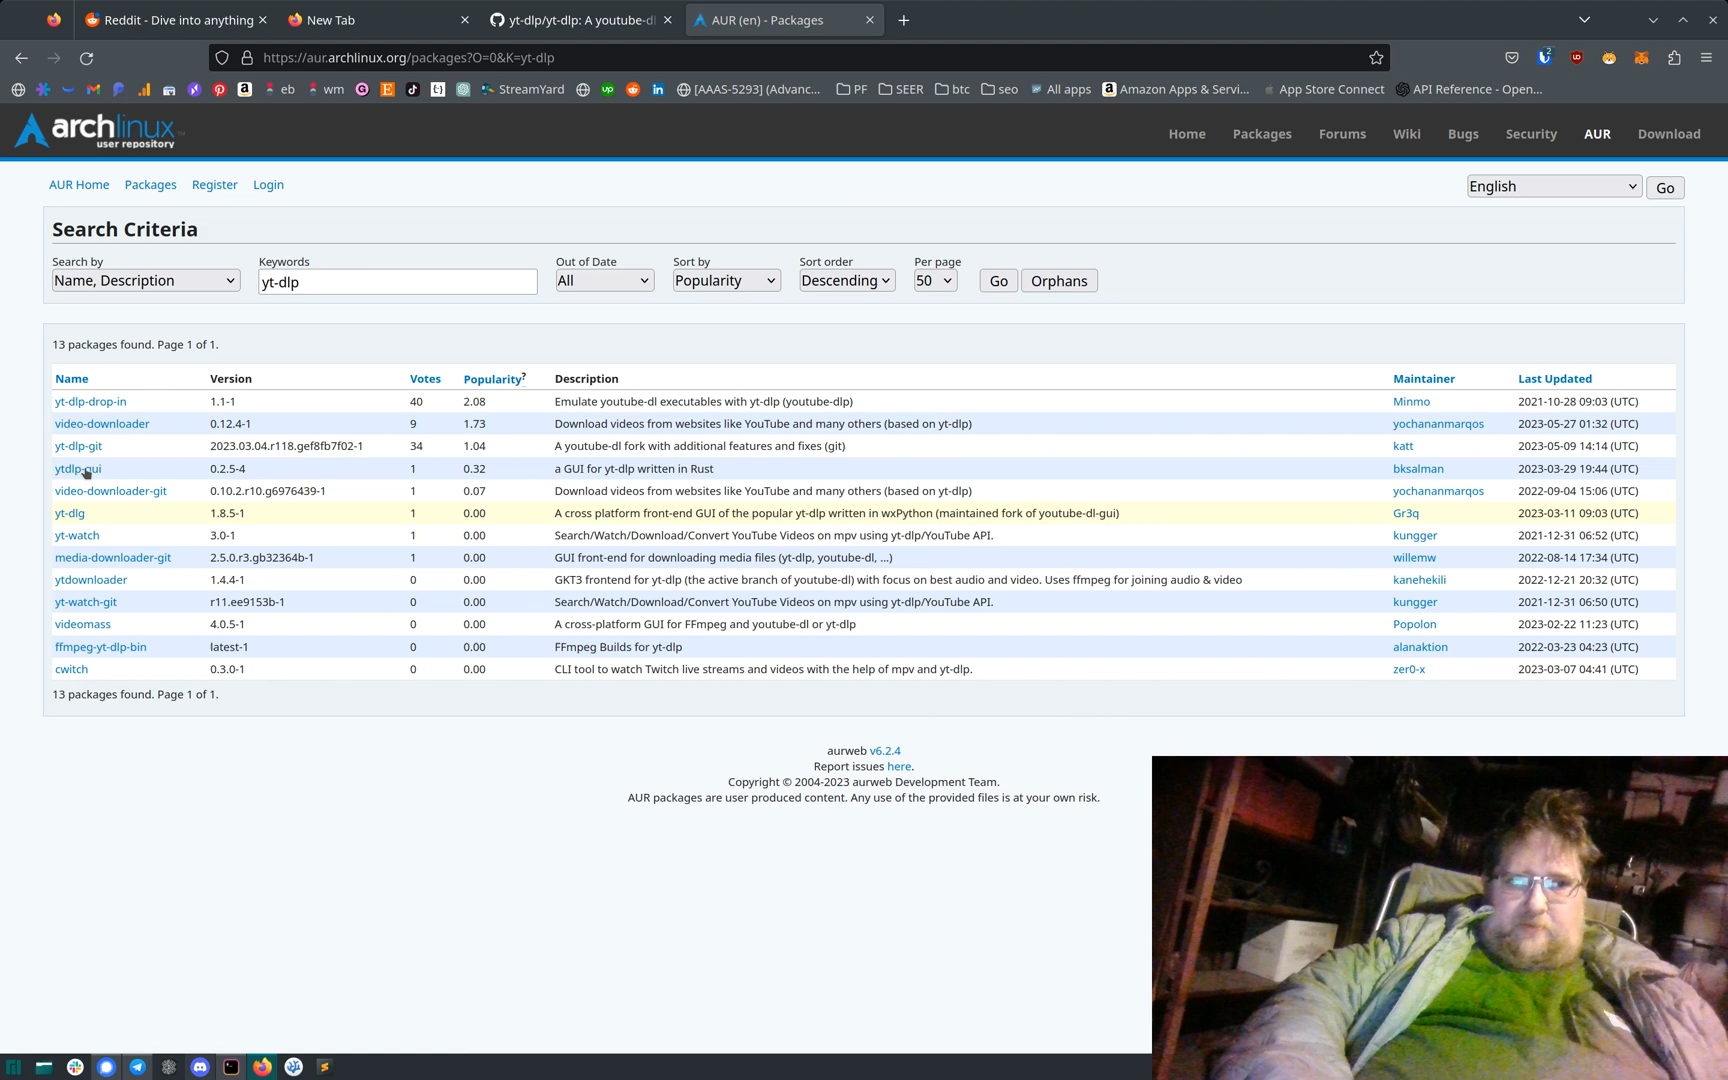 Reddit - Dive into anything
New Tab
yt-dlp/yt-dlp: A youtube-dl
AUR (en) - Packages
https://aur.archlinux.org/packages?O=0&K=yt-dlp
2
eb
wm
StreamYard
[AAAS-5293] (Advanc...
PF
SEER
btc
seo
All apps
Amazon Apps & Servi...
App Store Connect
API Reference - Open...
archlinux
user repository
Home Packages Forums Wiki Bugs Security AUR Download
AUR Home Packages Register Login
English Go
Search Criteria
Search by Keywords Out of Date Sort by Sort order Per page
Name, Description yt-dlp All Popularity Descending 50 Go Orphans
13 packages found. Page 1 of 1.
Name Version Votes Popularity? Description Maintainer Last Updated
yt-dlp-drop-in 1.1-1 40 2.08 Emulate youtube-dl executables with yt-dlp (youtube-dlp) Minmo 2021-10-28 09:03 (UTC)
video-downloader 0.12.4-1 9 1.73 Download videos from websites like YouTube and many others (based on yt-dlp) yochananmarqos 2023-05-27 01:32 (UTC)
yt-dlp-git 2023.03.04.r118.gef8fb7f02-1 34 1.04 A youtube-dl fork with additional features and fixes (git) katt 2023-05-09 14:14 (UTC)
ytdlp-gui 0.2.5-4 1 0.32 a GUI for yt-dlp written in Rust bksalman 2023-03-29 19:44 (UTC)
video-downloader-git 0.10.2.r10.g6976439-1 1 0.07 Download videos from websites like YouTube and many others (based on yt-dlp) yochananmarqos 2022-09-04 15:06 (UTC)
yt-dlg 1.8.5-1 1 0.00 A cross platform front-end GUI of the popular yt-dlp written in wxPython (maintained fork of youtube-dl-gui) Gr3q 2023-03-11 09:03 (UTC)
yt-watch 3.0-1 1 0.00 Search/Watch/Download/Convert YouTube Videos on mpv using yt-dlp/YouTube API. kungger 2021-12-31 06:52 (UTC)
media-downloader-git 2.5.0.r3.gb32364b-1 1 0.00 GUI front-end for downloading media files (yt-dlp, youtube-dl, ...) willemw 2022-08-14 17:34 (UTC)
ytdownloader 1.4.4-1 0 0.00 GKT3 frontend for yt-dlp (the active branch of youtube-dl) with focus on best audio and video. Uses ffmpeg for joining audio & video kanehekili 2022-12-21 20:32 (UTC)
yt-watch-git r11.ee9153b-1 0 0.00 Search/Watch/Download/Convert YouTube Videos on mpv using yt-dlp/YouTube API. kungger 2021-12-31 06:50 (UTC)
videomass 4.0.5-1 0 0.00 A cross-platform GUI for FFmpeg and youtube-dl or yt-dlp Popolon 2023-02-22 11:23 (UTC)
ffmpeg-yt-dlp-bin latest-1 0 0.00 FFmpeg Builds for yt-dlp alanaktion 2022-03-23 04:23 (UTC)
cwitch 0.3.0-1 0 0.00 CLI tool to watch Twitch live streams and videos with the help of mpv and yt-dlp. zer0-x 2023-03-07 04:41 (UTC)
13 packages found. Page 1 of 1.
aurweb v6.2.4
Report issues here.
Copyright © 2004-2023 aurweb Development Team.
AUR packages are user produced content. Any use of the provided files is at your own risk.